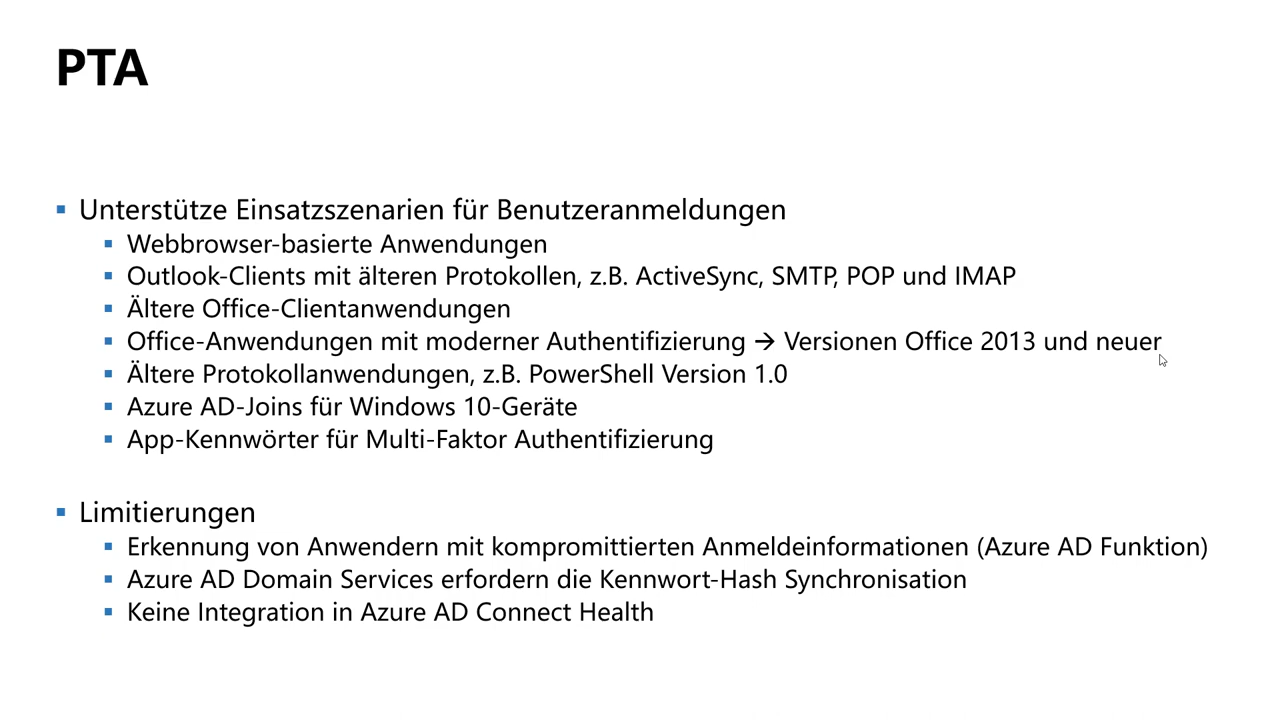 PTA
Unterstütze Einsatzszenarien für Benutzeranmeldungen
Webbrowser-basierte Anwendungen
Outlook-Clients mit älteren Protokollen, z.B. ActiveSync, SMTP, POP und IMAP
Ältere Office-Clientanwendungen
Office-Anwendungen mit moderner Authentifizierung → Versionen Office 2013 und neuer
Ältere Protokollanwendungen, z.B. PowerShell Version 1.0
Azure AD-Joins für Windows 10-Geräte
App-Kennwörter für Multi-Faktor Authentifizierung
Limitierungen
Erkennung von Anwendern mit kompromittierten Anmeldeinformationen (Azure AD Funktion)
Azure AD Domain Services erfordern die Kennwort-Hash Synchronisation
Keine Integration in Azure AD Connect Health